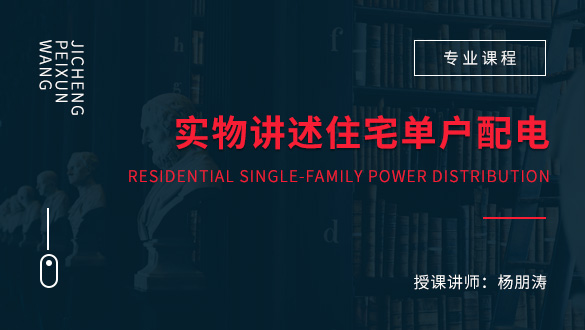 JICHENG
PEIXUN
WANG
专业课程
实物讲述住宅单户配电
RESIDENTIAL SINGLE-FAMILY POWER DISTRIBUTION
授课讲师：杨朋涛
h
f
g
d